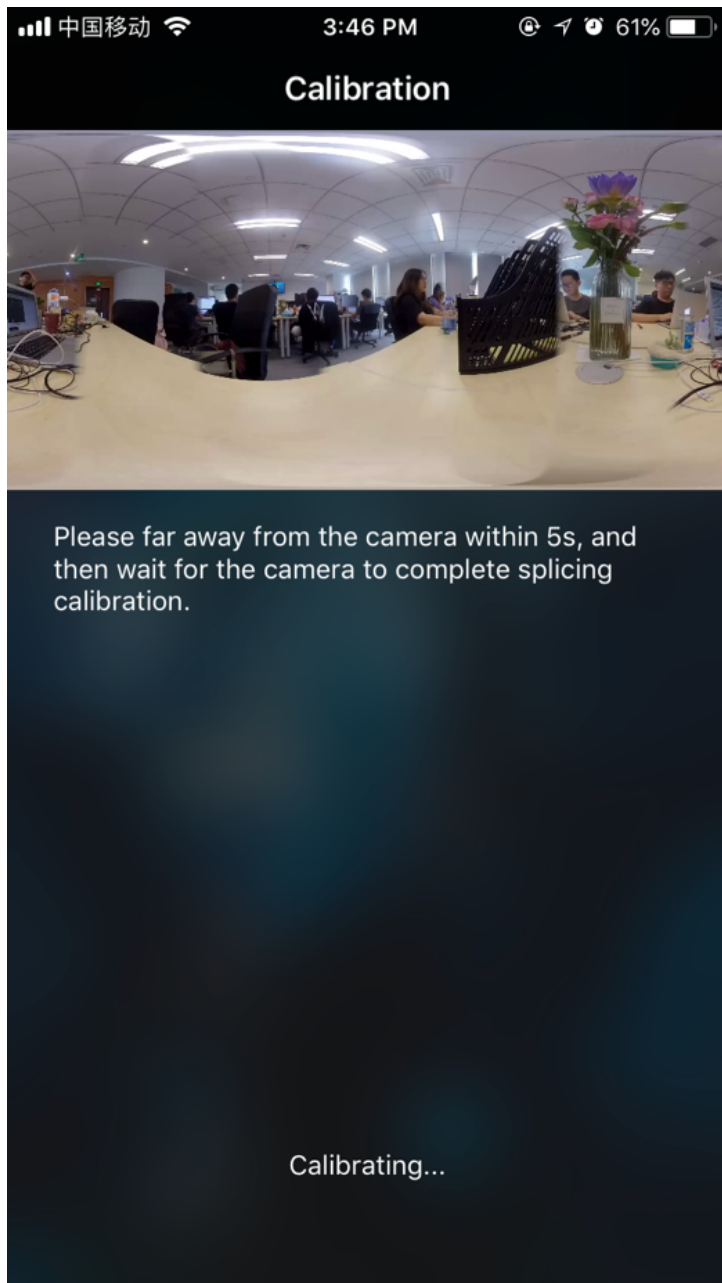 中国移动 3:46 PM 61%
Calibration
Please far away from the camera within 5s, and
then wait for the camera to complete splicing
calibration.
Calibrating...